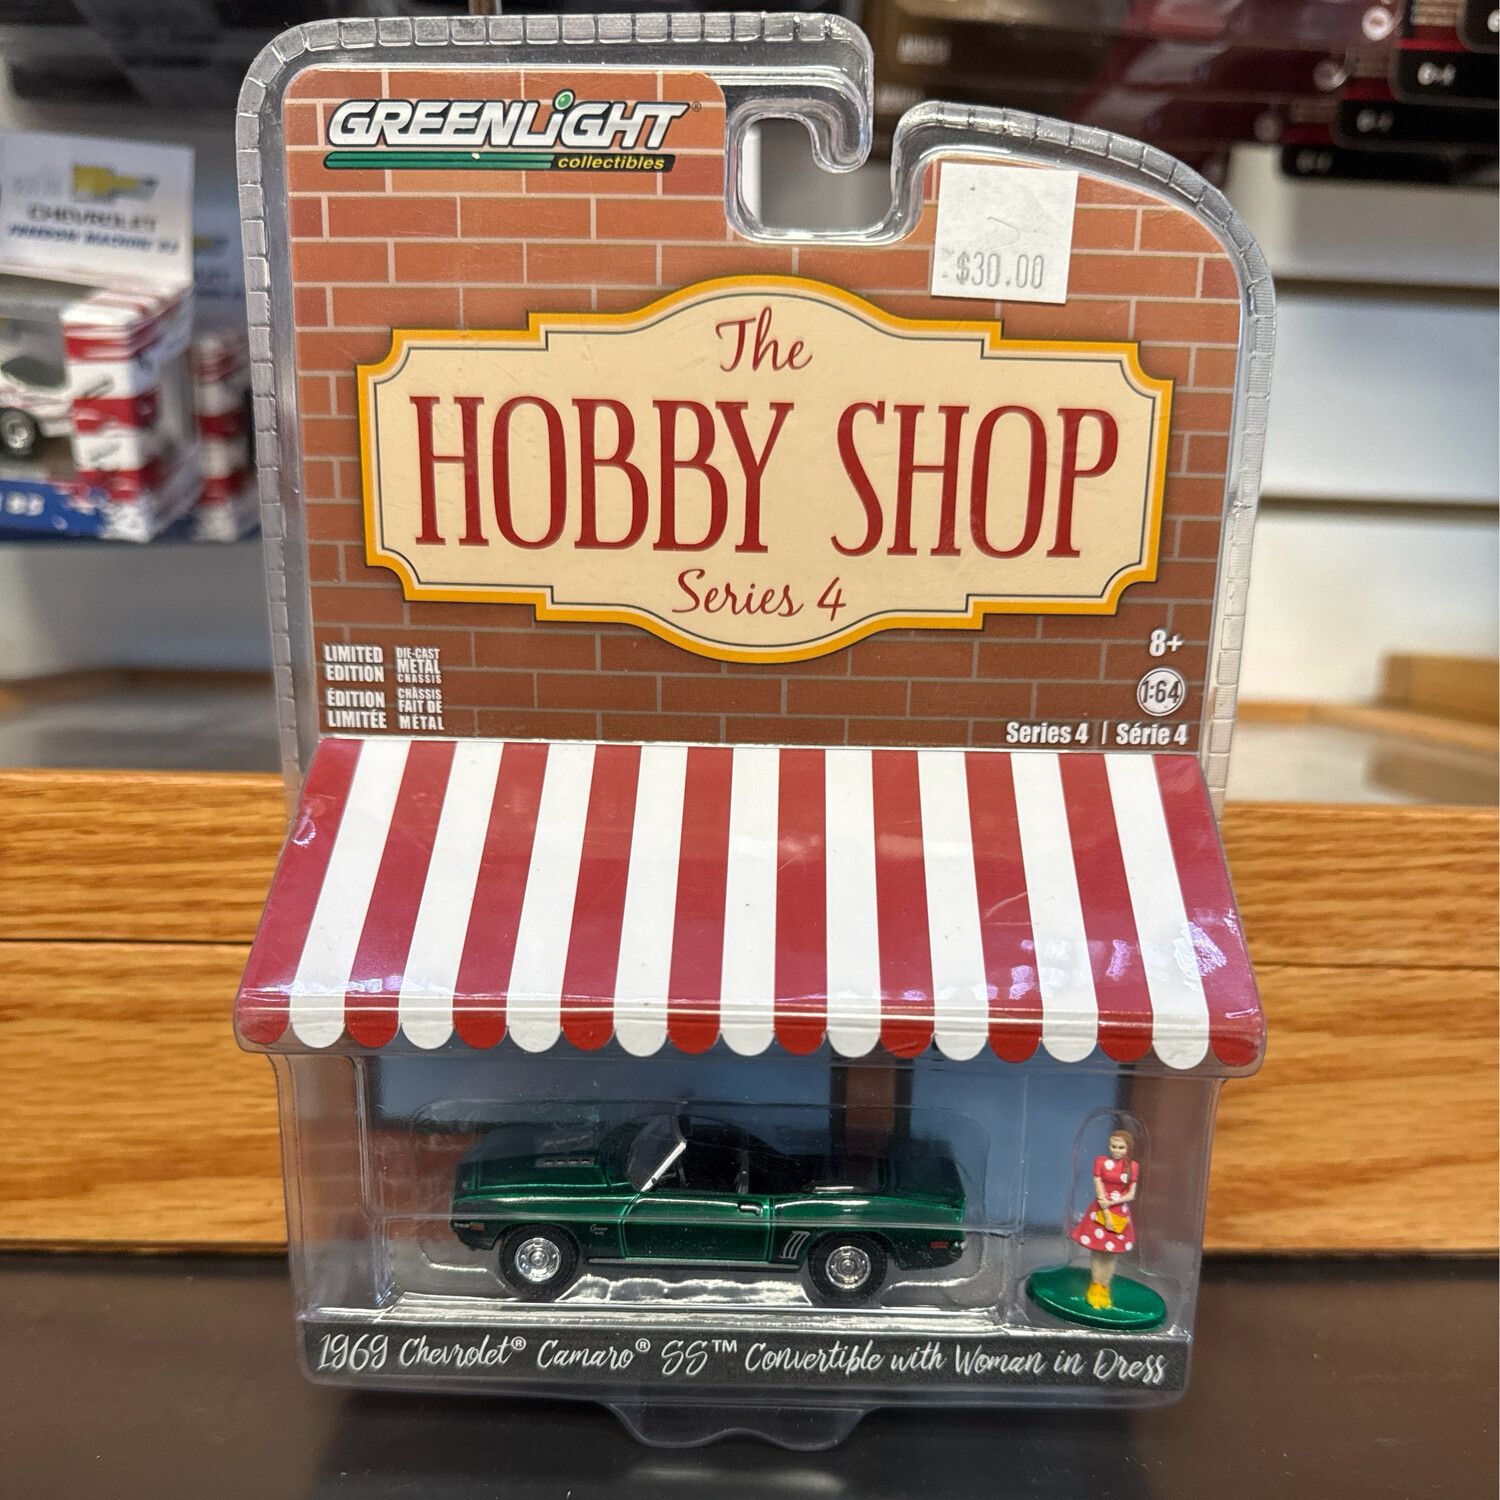 GREENLIGHT®
collectibles
$30.00
The
HOBBY SHOP
Series 4
LIMITED EDITION
DIE-CAST METAL CHASSIS
ÉDITION LIMITÉE
CHÂSSIS FAIT DE MÉTAL
8+
1:64
Series 4 | Série 4
1969 Chevrolet® Camaro® SS™ Convertible with Woman in Dress
CHEVROLET